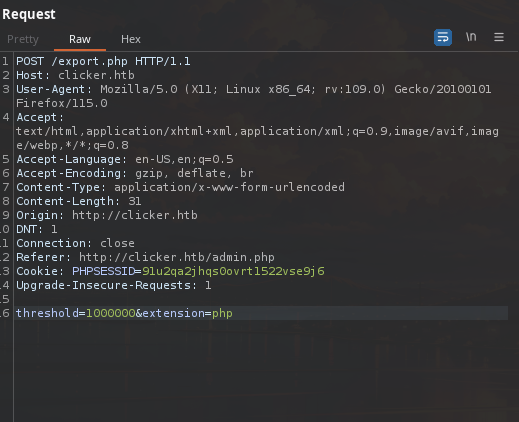 Request
Pretty Raw Hex
\n
1 POST /export.php HTTP/1.1
2 Host: clicker.htb
3 User-Agent: Mozilla/5.0 (X11; Linux x86_64; rv:109.0) Gecko/20100101
Firefox/115.0
4 Accept:
text/html,application/xhtml+xml,application/xml;q=0.9,image/avif,imag
e/webp,*/*;q=0.8
5 Accept-Language: en-US,en;q=0.5
6 Accept-Encoding: gzip, deflate, br
7 Content-Type: application/x-www-form-urlencoded
8 Content-Length: 31
9 Origin: http://clicker.htb
10 DNT: 1
11 Connection: close
12 Referer: http://clicker.htb/admin.php
13 Cookie: PHPSESSID=91u2qa2jhqs0ovrt1522vse9j6
14 Upgrade-Insecure-Requests: 1
15
16 threshold=1000000&extension=php